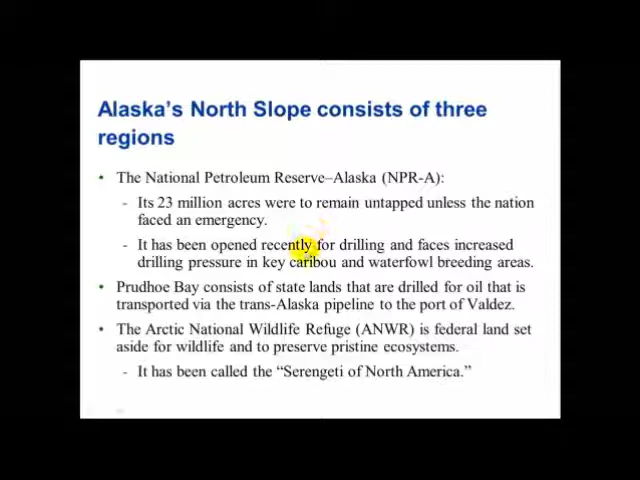 Alaska's North Slope consists of three
regions
• The National Petroleum Reserve–Alaska (NPR-A):
- Its 23 million acres were to remain untapped unless the nation
faced an emergency.
- It has been opened recently for drilling and faces increased
drilling pressure in key caribou and waterfowl breeding areas.
• Prudhoe Bay consists of state lands that are drilled for oil that is
transported via the trans-Alaska pipeline to the port of Valdez.
• The Arctic National Wildlife Refuge (ANWR) is federal land set
aside for wildlife and to preserve pristine ecosystems.
- It has been called the “Serengeti of North America.”